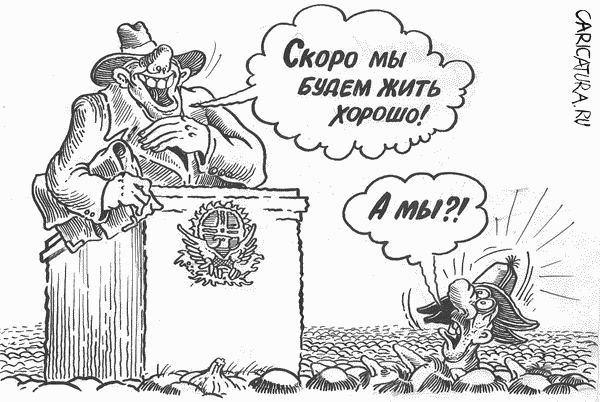 Скоро мы
будем жить
хорошо!
А мы?!
CARICATURA.RU